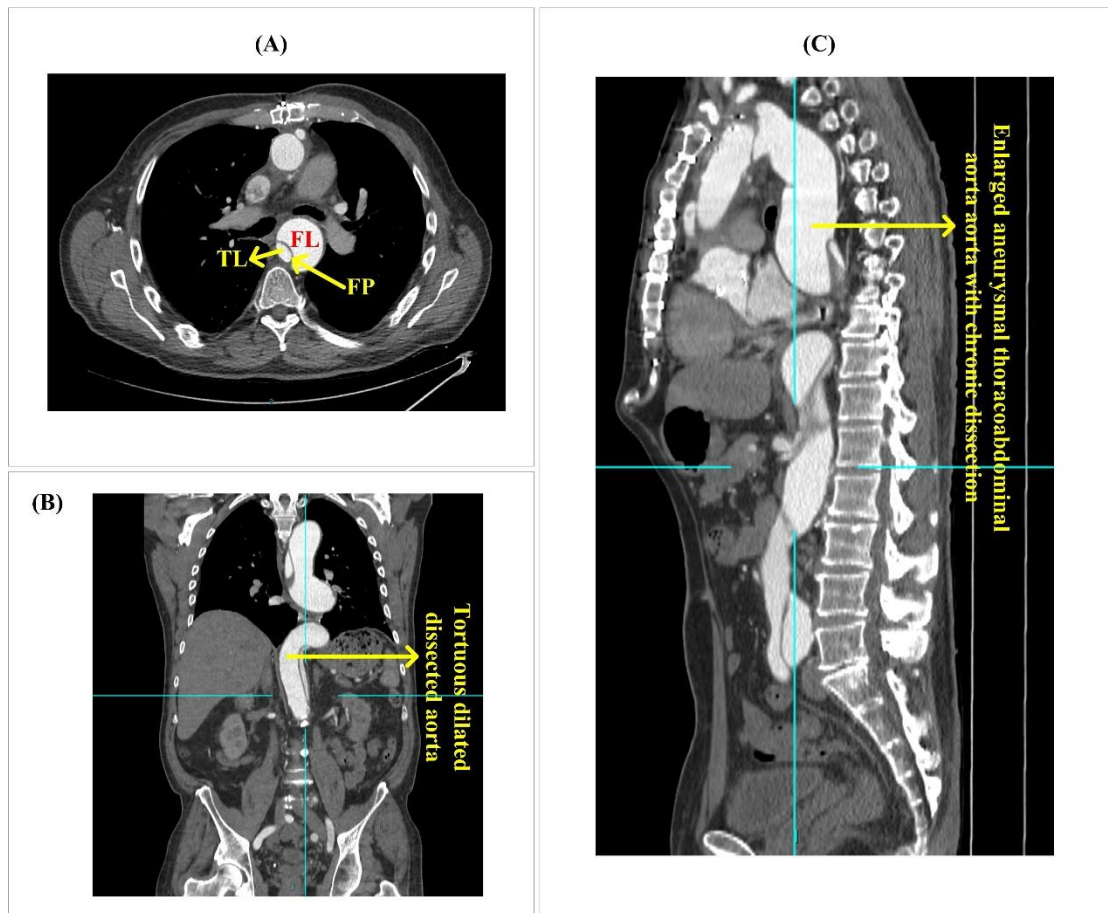 (A)
FL
TL
FP
(B)
Tortuous dilated
dissected aorta
(C)
Enlarged aneurysmal thoracoabdominal
aorta aorta with chronic dissection